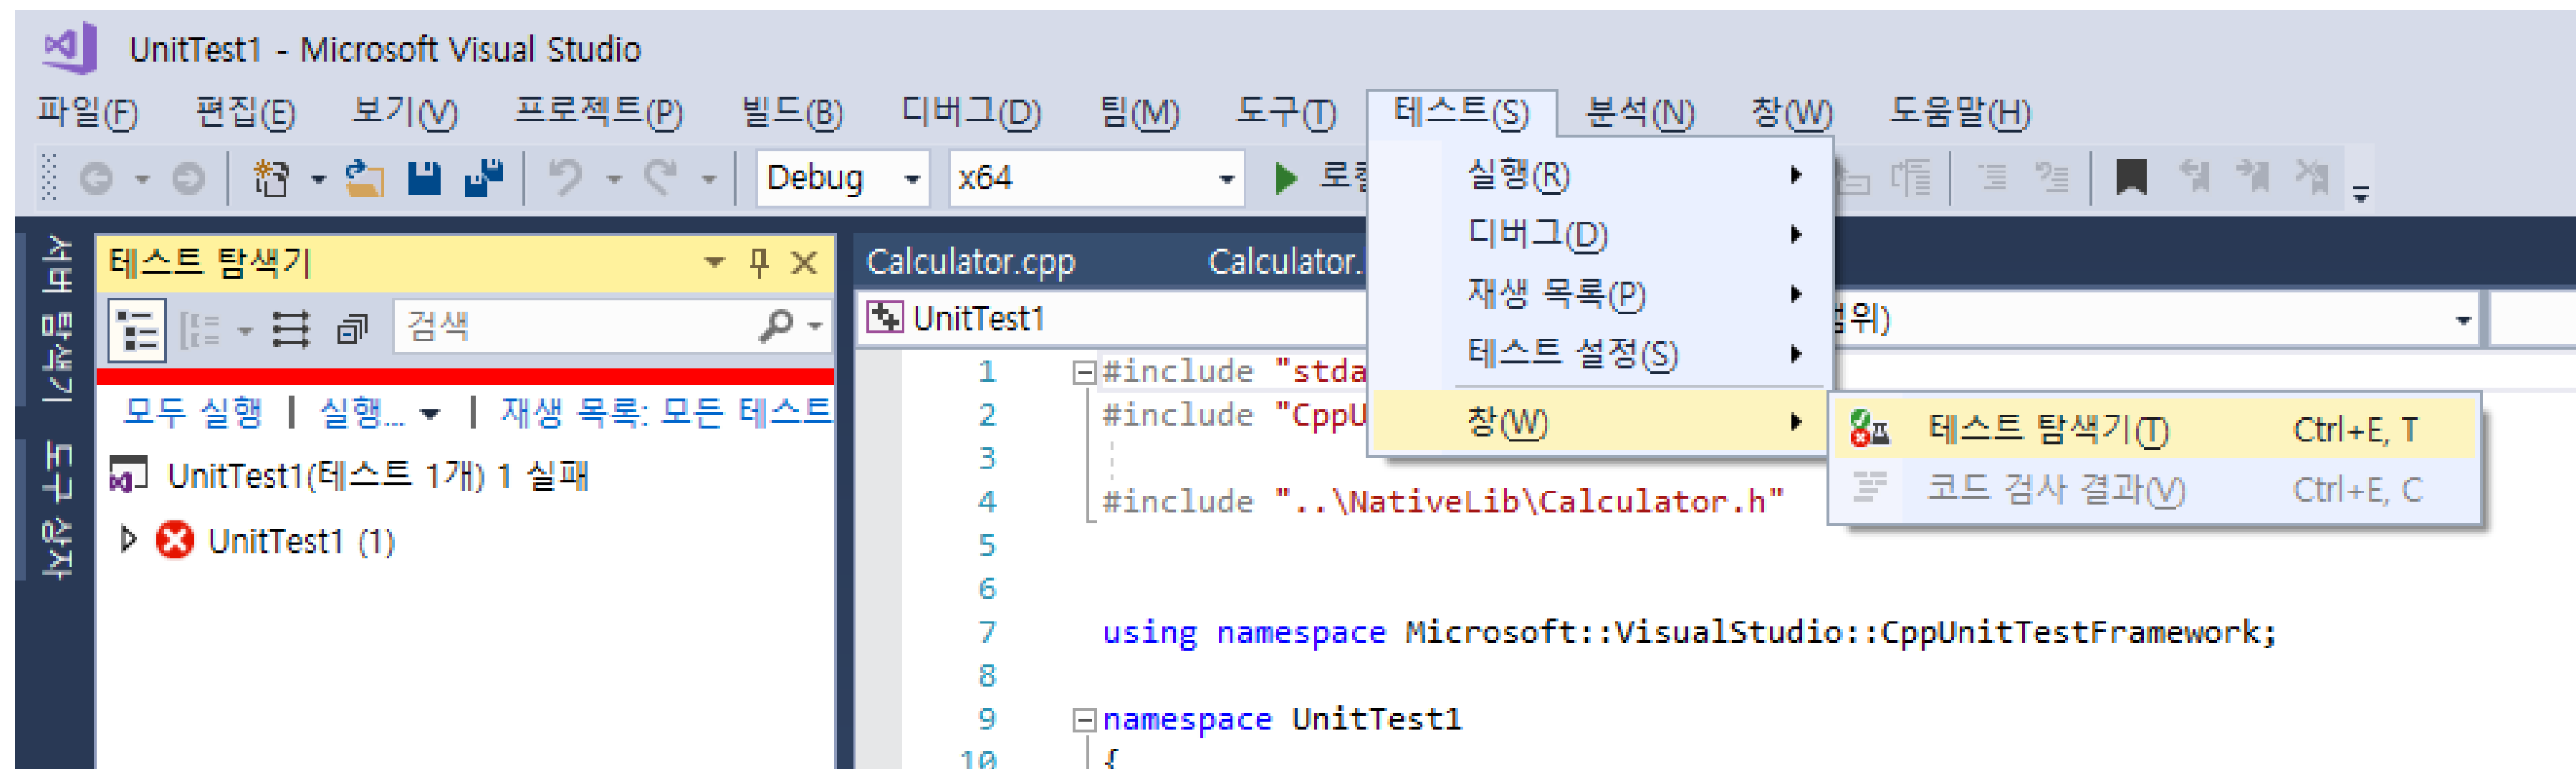 UnitTest1 - Microsoft Visual Studio
파일(F) 편집(E) 보기(V) 프로젝트(P) 빌드(B) 디버그(D) 팀(M) 도구(T) 테스트(S) 분석(N) 창(W) 도움말(H)
Debug x64
실행(R)
디버그(D)
재생 목록(P)
테스트 설정(S)
창(W)
테스트 탐색기(T) Ctrl+E, T
코드 검사 결과(V) Ctrl+E, C
서버 탐색기
도구 상자
테스트 탐색기
검색
모두 실행 | 실행... | 재생 목록: 모든 테스트
UnitTest1(테스트 1개) 1 실패
UnitTest1 (1)
Calculator.cpp Calculator.
UnitTest1
1 #include "stda
2 #include "CppU
3
4 #include "..\NativeLib\Calculator.h"
5
6
7 using namespace Microsoft::VisualStudio::CppUnitTestFramework;
8
9 namespace UnitTest1
10 {